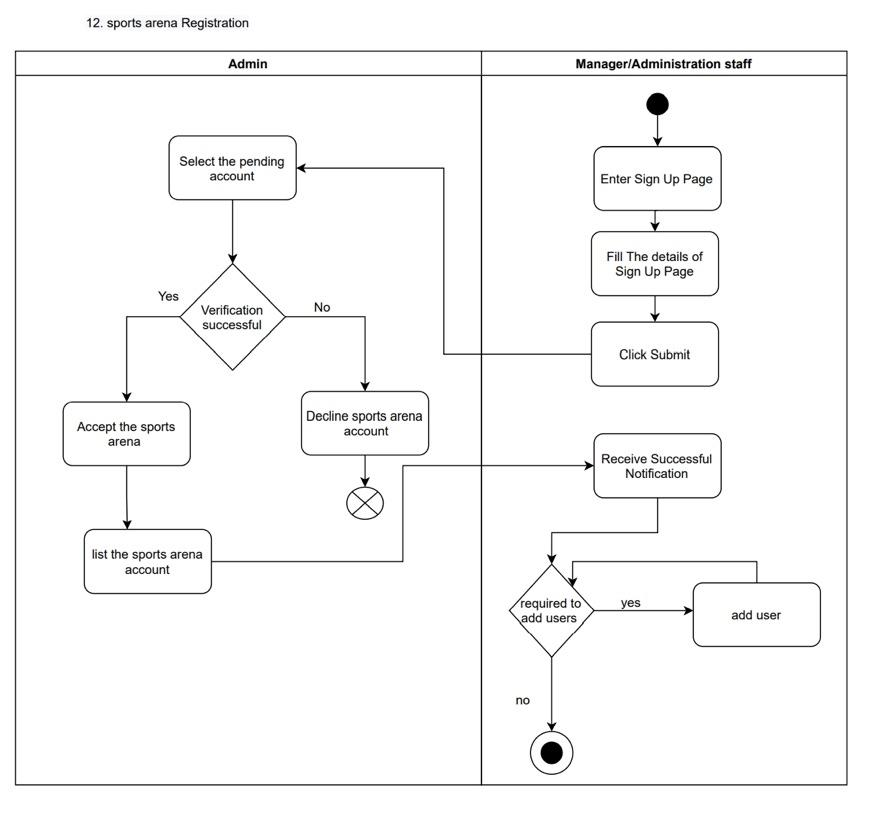 12. sports arena Registration
Admin
Manager/Administration staff
Select the pending
account
Enter Sign Up Page
Fill The details of
Sign Up Page
Yes
Verification
successful
No
Click Submit
Accept the sports
arena
Decline sports arena
account
Receive Successful
Notification
list the sports arena
account
required to
add users
yes
add user
no